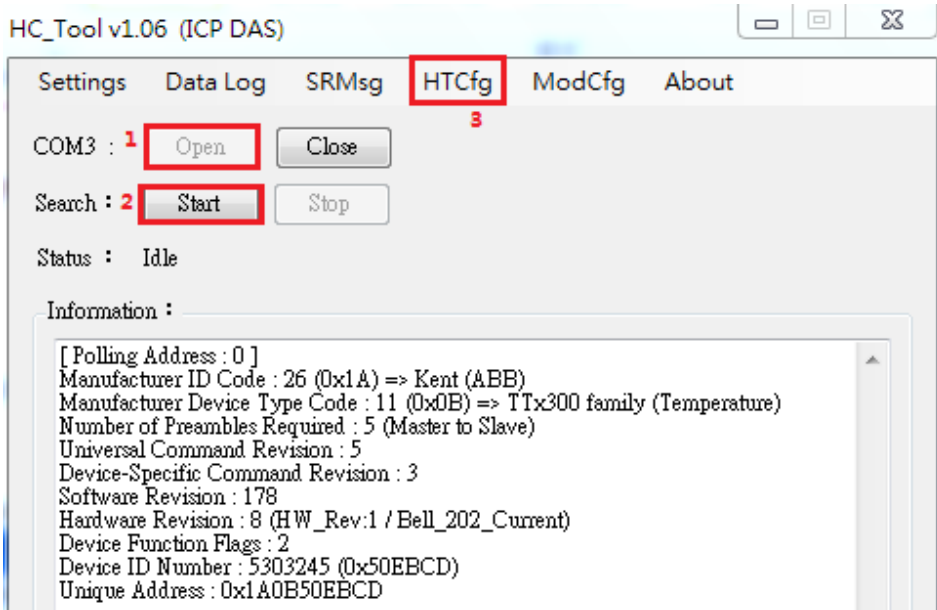 HC_Tool v1.06 (ICP DAS)
Settings Data Log SRMsg HTCfg ModCfg About
3
COM3 : 1 Open Close
Search : 2 Start Stop
Status : Idle
Information :
[ Polling Address : 0 ]
Manufacturer ID Code : 26 (0x1A) => Kent (ABB)
Manufacturer Device Type Code : 11 (0x0B) => TTx300 family (Temperature)
Number of Preambles Required : 5 (Master to Slave)
Universal Command Revision : 5
Device-Specific Command Revision : 3
Software Revision : 178
Hardware Revision : 8 (HW_Rev:1 / Bell_202_Current)
Device Function Flags : 2
Device ID Number : 5303245 (0x50EBCD)
Unique Address : 0x1A0B50EBCD